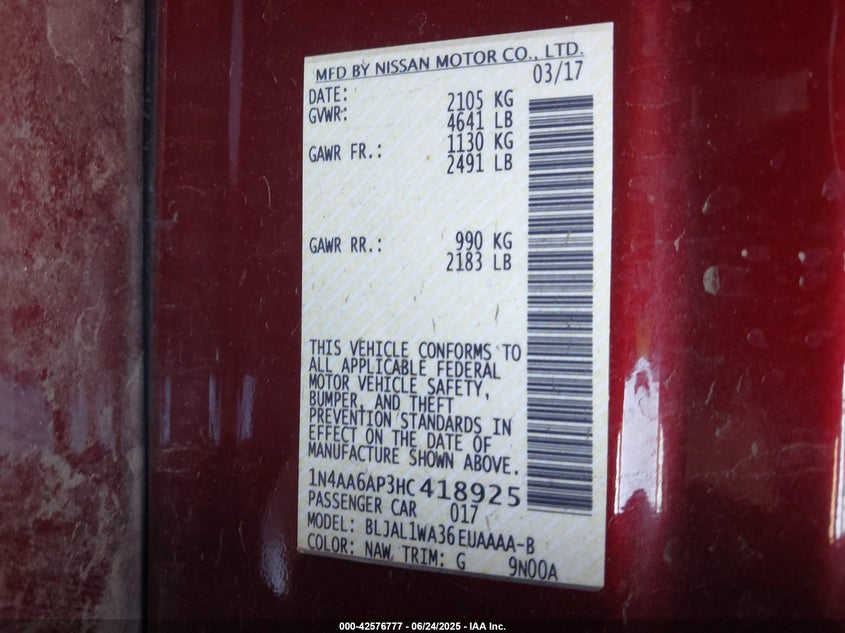 MFD BY NISSAN MOTOR CO., LTD.
DATE: 03/17
GVWR: 2105 KG
4641 LB
GAWR FR.: 1130 KG
2491 LB
GAWR RR.: 990 KG
2183 LB
THIS VEHICLE CONFORMS TO
ALL APPLICABLE FEDERAL
MOTOR VEHICLE SAFETY,
BUMPER, AND THEFT
PREVENTION STANDARDS IN
EFFECT ON THE DATE OF
MANUFACTURE SHOWN ABOVE.
1N4AA6AP3HC418925
PASSENGER CAR 017
MODEL: BLJAL1WA36EUAAAA-B
COLOR: NAW TRIM: G 9N00A
000-42576777 - 06/24/2025 - IAA Inc.